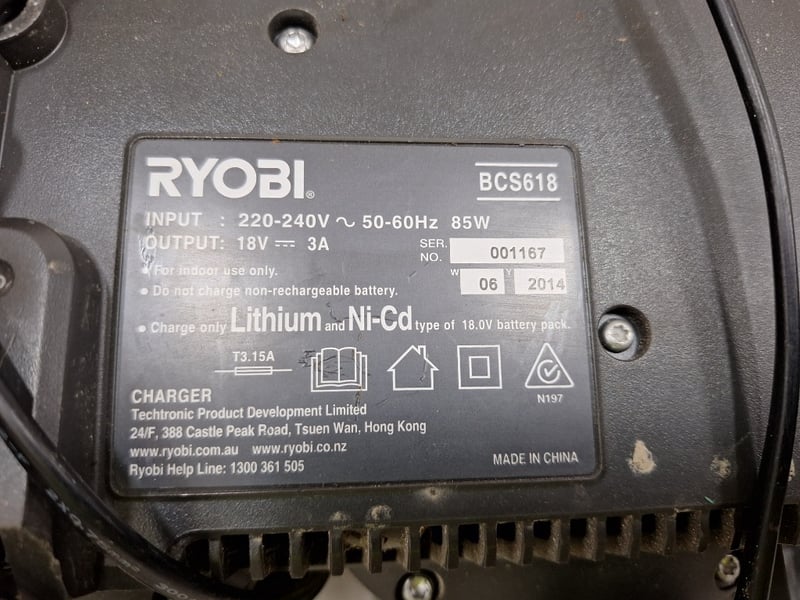 RYOBI®
BCS618
INPUT : 220-240V ~ 50-60Hz 85W
OUTPUT: 18V ⎓ 3A
SER. NO. 001167
W 06 Y 2014
• For indoor use only.
• Do not charge non-rechargeable battery.
• Charge only Lithium and Ni-Cd type of 18.0V battery pack.
T3.15A
N197
CHARGER
Techtronic Product Development Limited
24/F, 388 Castle Peak Road, Tsuen Wan, Hong Kong
www.ryobi.com.au www.ryobi.co.nz
Ryobi Help Line: 1300 361 505
MADE IN CHINA